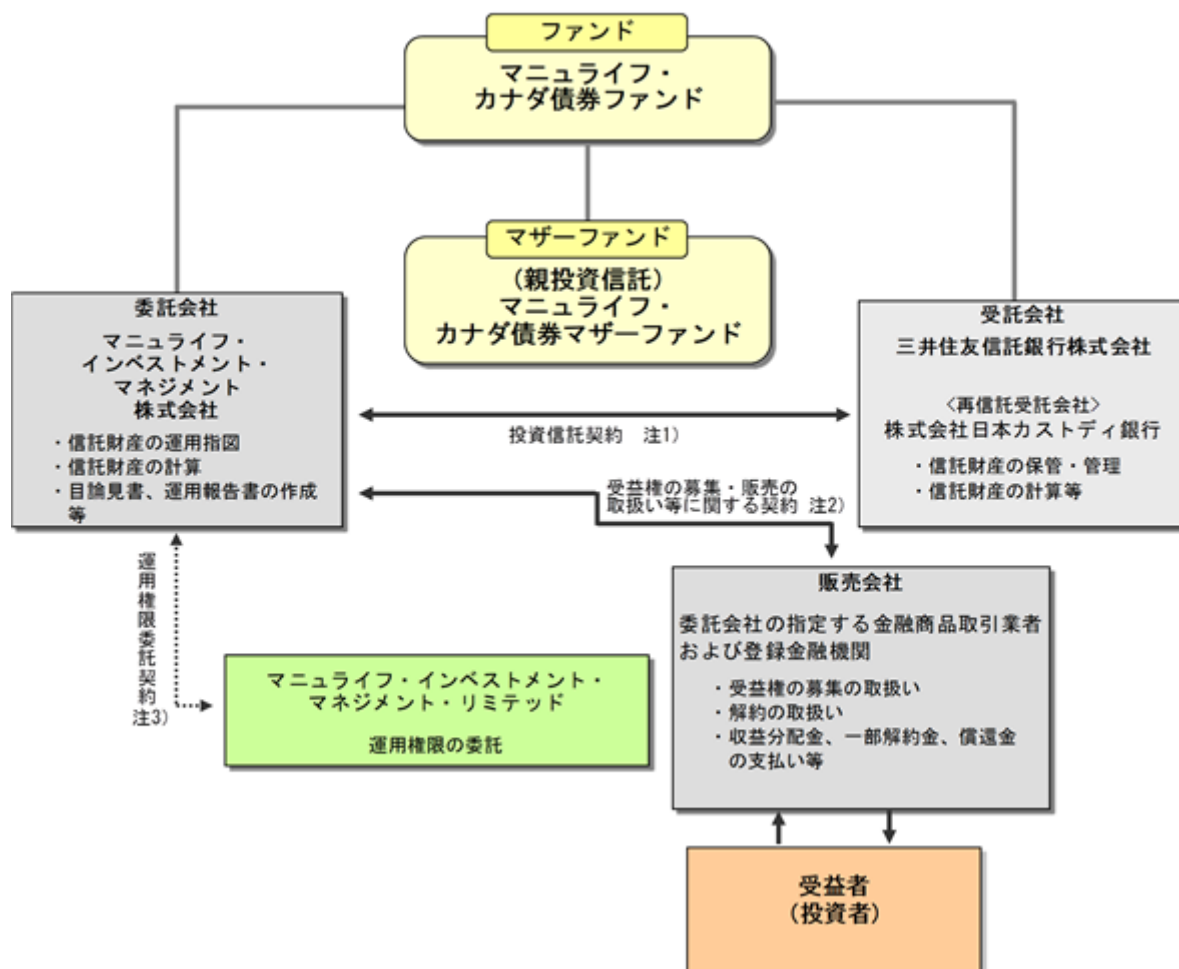 ファンド
マニュライフ・
カナダ債券ファンド
マザーファンド
（親投資信託）
マニュライフ・
カナダ債券マザーファンド
委託会社
マニュライフ・
インベストメント・
マネジメント
株式会社
・信託財産の運用指図
・信託財産の計算
・目論見書、運用報告書の作成
等
受託会社
三井住友信託銀行株式会社
〈再信託受託会社〉
株式会社日本カストディ銀行
・信託財産の保管・管理
・信託財産の計算等
投資信託契約　注1）
受益権の募集・販売の
取扱い等に関する契約 注2）
運用権限委託契約
注3）
マニュライフ・インベストメント・
マネジメント・リミテッド
運用権限の委託
販売会社
委託会社の指定する金融商品取引業者
および登録金融機関
・受益権の募集の取扱い
・解約の取扱い
・収益分配金、一部解約金、償還金
の支払い等
受益者
（投資者）